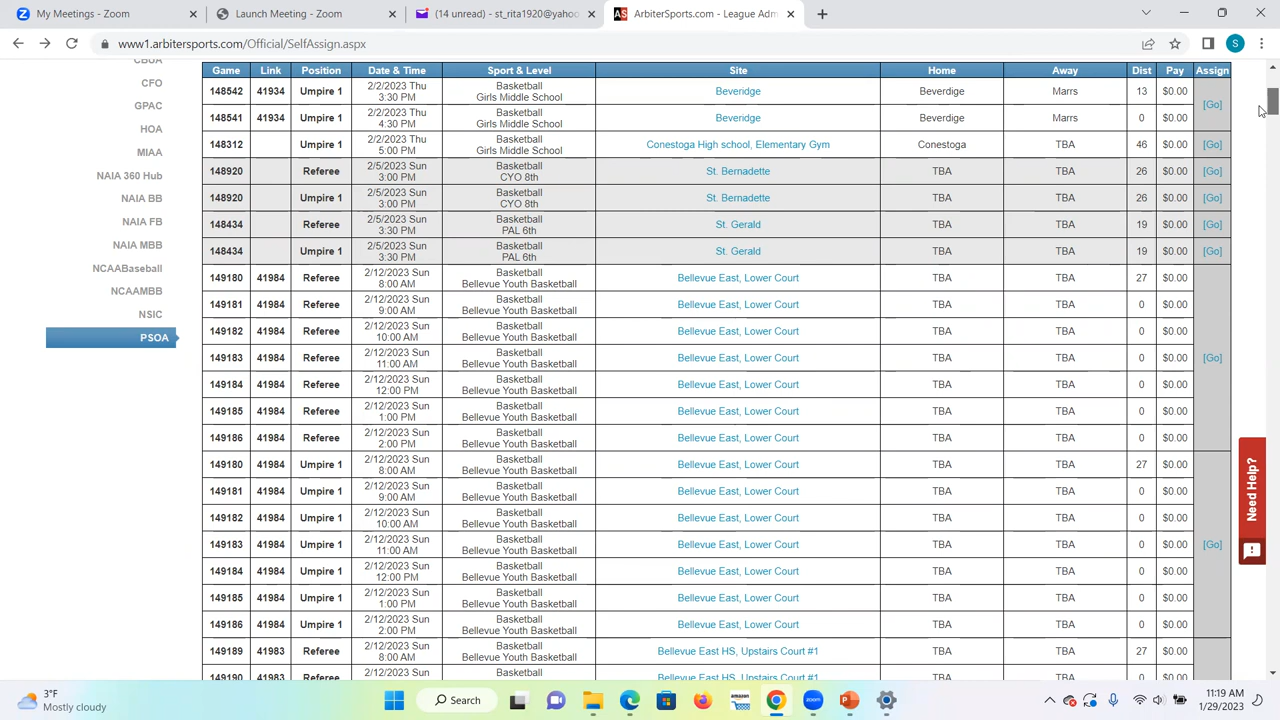 My Meetings - Zoom
Launch Meeting - Zoom
(14 unread) - st_rita1920@yahoo
ArbiterSports.com - League Adm
www1.arbitersports.com/Official/SelfAssign.aspx
S
CBUA
CFO
GPAC
HOA
MIAA
NAIA 360 Hub
NAIA BB
NAIA FB
NAIA MBB
NCAABaseball
NCAAMBB
NSIC
PSOA
Game Link Position Date & Time Sport & Level Site Home Away Dist Pay Assign
148542 41934 Umpire 1 2/2/2023 Thu 3:30 PM Basketball Girls Middle School Beveridge Beverdige Marrs 13 $0.00 [Go]
148541 41934 Umpire 1 2/2/2023 Thu 4:30 PM Basketball Girls Middle School Beveridge Beverdige Marrs 0 $0.00
148312 Umpire 1 2/2/2023 Thu 5:00 PM Basketball Girls Middle School Conestoga High school, Elementary Gym Conestoga TBA 46 $0.00 [Go]
148920 Referee 2/5/2023 Sun 3:00 PM Basketball CYO 8th St. Bernadette TBA TBA 26 $0.00 [Go]
148920 Umpire 1 2/5/2023 Sun 3:00 PM Basketball CYO 8th St. Bernadette TBA TBA 26 $0.00 [Go]
148434 Referee 2/5/2023 Sun 3:30 PM Basketball PAL 6th St. Gerald TBA TBA 19 $0.00 [Go]
148434 Umpire 1 2/5/2023 Sun 3:30 PM Basketball PAL 6th St. Gerald TBA TBA 19 $0.00 [Go]
149180 41984 Referee 2/12/2023 Sun 8:00 AM Basketball Bellevue Youth Basketball Bellevue East, Lower Court TBA TBA 27 $0.00
149181 41984 Referee 2/12/2023 Sun 9:00 AM Basketball Bellevue Youth Basketball Bellevue East, Lower Court TBA TBA 0 $0.00
149182 41984 Referee 2/12/2023 Sun 10:00 AM Basketball Bellevue Youth Basketball Bellevue East, Lower Court TBA TBA 0 $0.00
149183 41984 Referee 2/12/2023 Sun 11:00 AM Basketball Bellevue Youth Basketball Bellevue East, Lower Court TBA TBA 0 $0.00 [Go]
149184 41984 Referee 2/12/2023 Sun 12:00 PM Basketball Bellevue Youth Basketball Bellevue East, Lower Court TBA TBA 0 $0.00
149185 41984 Referee 2/12/2023 Sun 1:00 PM Basketball Bellevue Youth Basketball Bellevue East, Lower Court TBA TBA 0 $0.00
149186 41984 Referee 2/12/2023 Sun 2:00 PM Basketball Bellevue Youth Basketball Bellevue East, Lower Court TBA TBA 0 $0.00
149180 41984 Umpire 1 2/12/2023 Sun 8:00 AM Basketball Bellevue Youth Basketball Bellevue East, Lower Court TBA TBA 27 $0.00
149181 41984 Umpire 1 2/12/2023 Sun 9:00 AM Basketball Bellevue Youth Basketball Bellevue East, Lower Court TBA TBA 0 $0.00
149182 41984 Umpire 1 2/12/2023 Sun 10:00 AM Basketball Bellevue Youth Basketball Bellevue East, Lower Court TBA TBA 0 $0.00
149183 41984 Umpire 1 2/12/2023 Sun 11:00 AM Basketball Bellevue Youth Basketball Bellevue East, Lower Court TBA TBA 0 $0.00 [Go]
149184 41984 Umpire 1 2/12/2023 Sun 12:00 PM Basketball Bellevue Youth Basketball Bellevue East, Lower Court TBA TBA 0 $0.00
149185 41984 Umpire 1 2/12/2023 Sun 1:00 PM Basketball Bellevue Youth Basketball Bellevue East, Lower Court TBA TBA 0 $0.00
149186 41984 Umpire 1 2/12/2023 Sun 2:00 PM Basketball Bellevue Youth Basketball Bellevue East, Lower Court TBA TBA 0 $0.00
149189 41983 Referee 2/12/2023 Sun 8:00 AM Basketball Bellevue Youth Basketball Bellevue East HS, Upstairs Court #1 TBA TBA 27 $0.00
149190 41983 Referee 2/12/2023 Sun Basketball Bellevue East HS, Upstairs Court #1 TBA TBA 0 $0.00
Need Help?
3°F
Mostly cloudy
Search
amazon
zoom
11:19 AM
1/29/2023